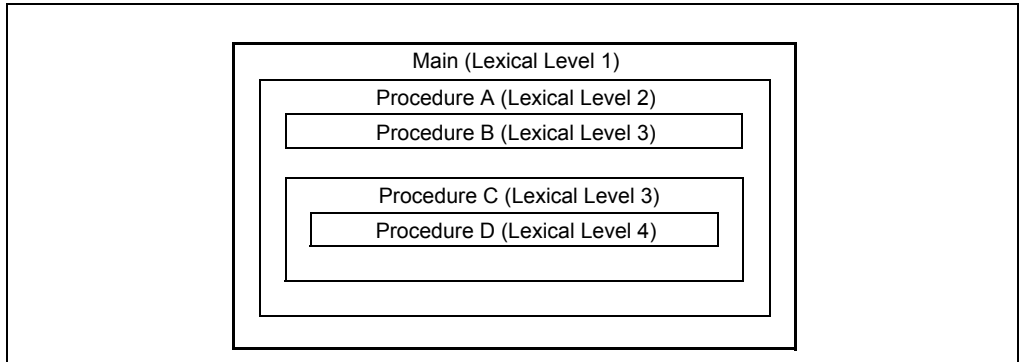 Main (Lexical Level 1)
Procedure A (Lexical Level 2)
Procedure B (Lexical Level 3)
Procedure C (Lexical Level 3)
Procedure D (Lexical Level 4)